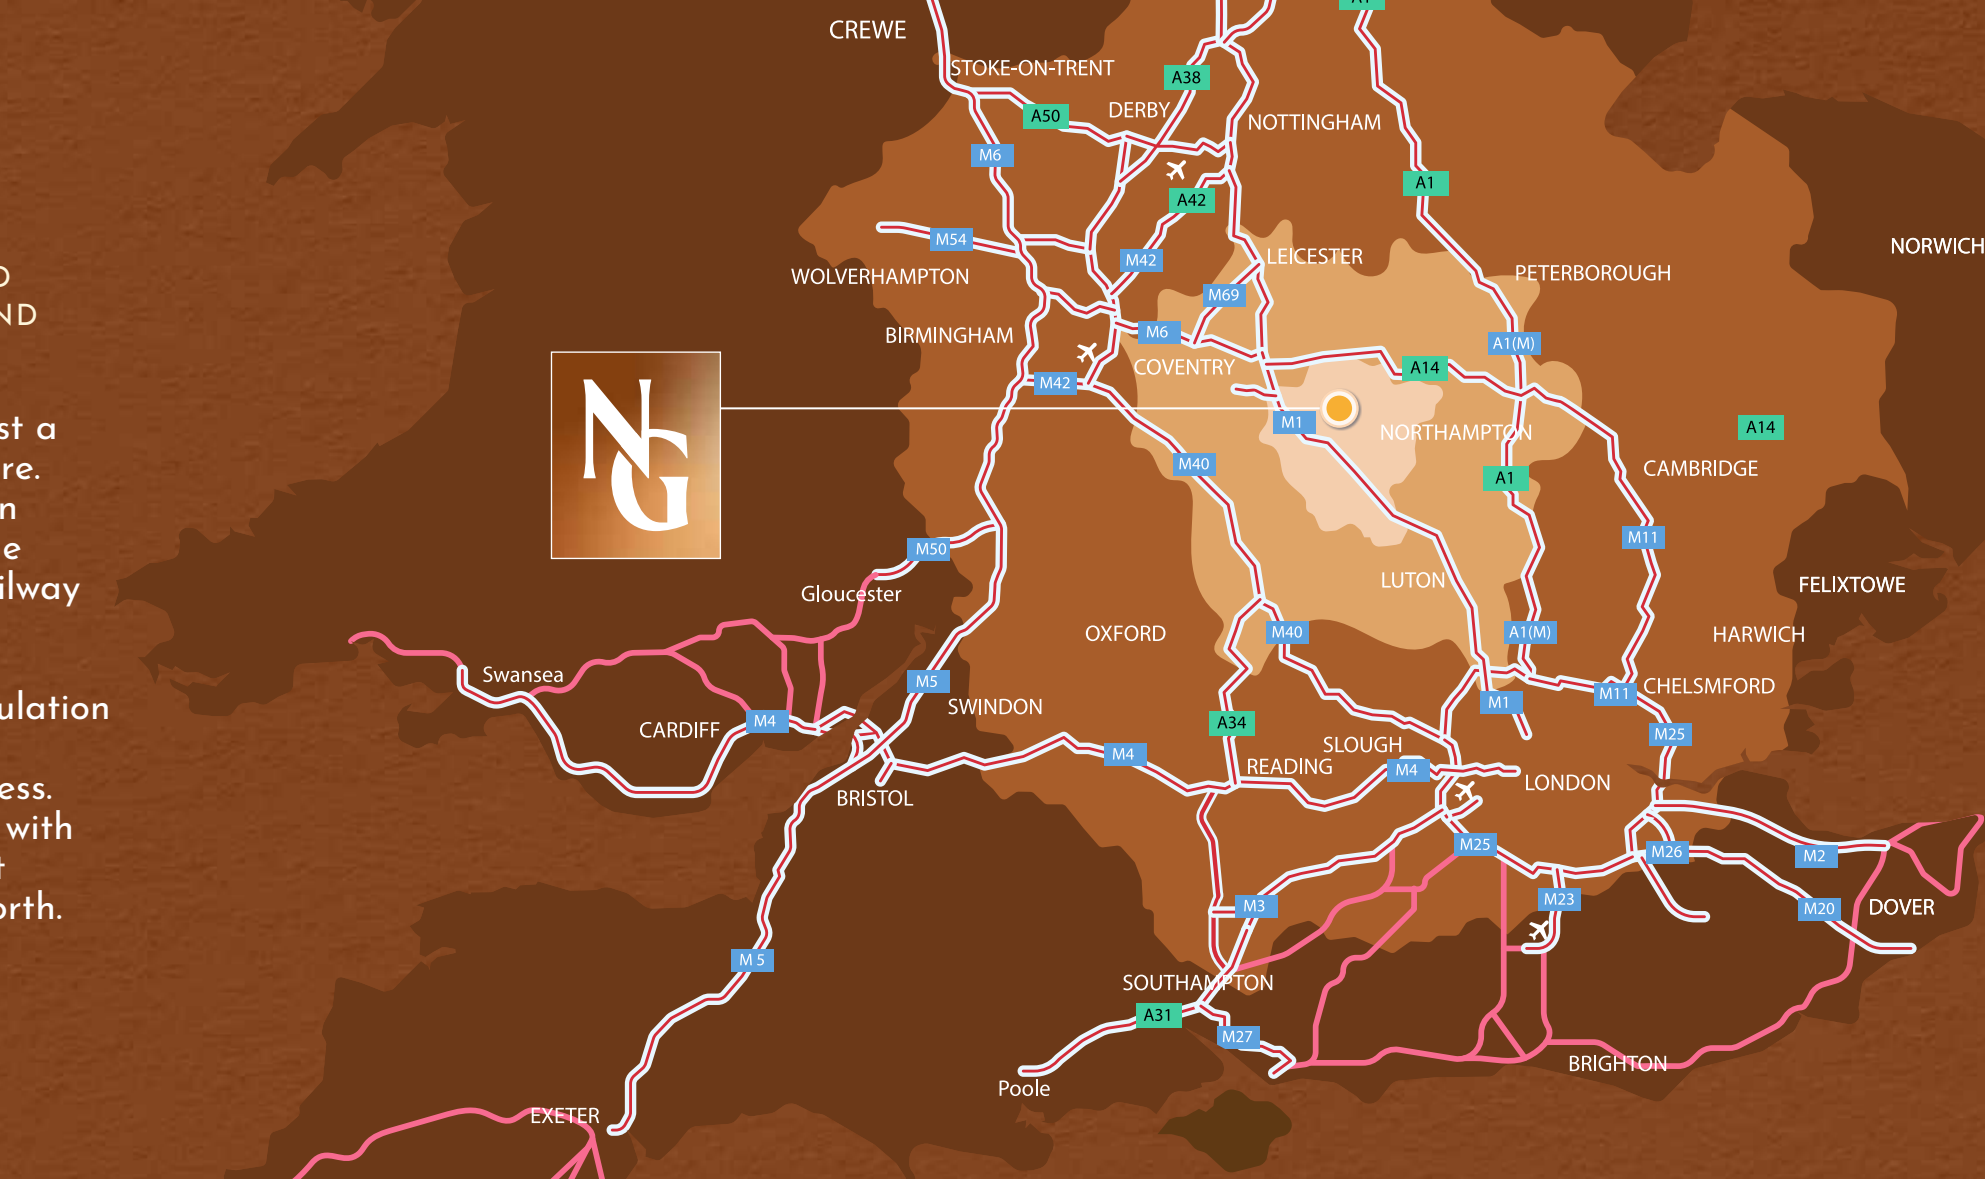 D
ND
st a
re.
n
e
ilway
ulation
ess.
with
t
orth.
NG
CREWE
STOKE-ON-TRENT
A1
A38
DERBY
A50
NOTTINGHAM
M6
A1
A42
M54
M42
LEICESTER
NORWICH
WOLVERHAMPTON
PETERBOROUGH
M69
BIRMINGHAM
M6
A1(M)
COVENTRY
A14
M42
M1
NORTHAMPTON
A14
M40
CAMBRIDGE
A1
M11
M50
LUTON
FELIXTOWE
Gloucester
OXFORD
M40
A1(M)
HARWICH
Swansea
M5
M11
CHELSMFORD
SWINDON
M1
CARDIFF
M4
A34
M25
SLOUGH
M4
READING
M4
LONDON
BRISTOL
M25
M26
M2
M3
M23
M20
DOVER
M 5
SOUTHAMPTON
A31
M27
BRIGHTON
Poole
EXETER